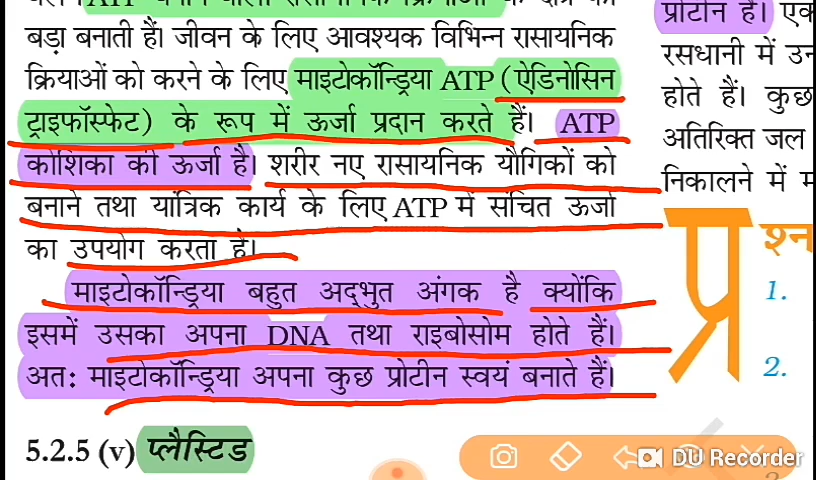 बड़ा बनाती हैं। जीवन के लिए आवश्यक विभिन्न रासायनिक
क्रियाओं को करने के लिए माइटोकॉन्ड्रिया ATP (ऐडिनोसिन
ट्राइफॉस्फेट) के रूप में ऊर्जा प्रदान करते हैं। ATP
कोशिका की ऊर्जा है। शरीर नए रासायनिक यौगिकों को
बनाने तथा यांत्रिक कार्य के लिए ATP में संचित ऊर्जा
का उपयोग करता है।
माइटोकॉन्ड्रिया बहुत अद्भुत अंगक है क्योंकि
इसमें उसका अपना DNA तथा राइबोसोम होते हैं।
अतः माइटोकॉन्ड्रिया अपना कुछ प्रोटीन स्वयं बनाते हैं।
5.2.5 (v) प्लैस्टिड
प्रोटीन हैं।
रसधानी में
होते हैं। कुछ
अतिरिक्त जल
निकालने में
प्रश्न
1.
2.
DU Recorder